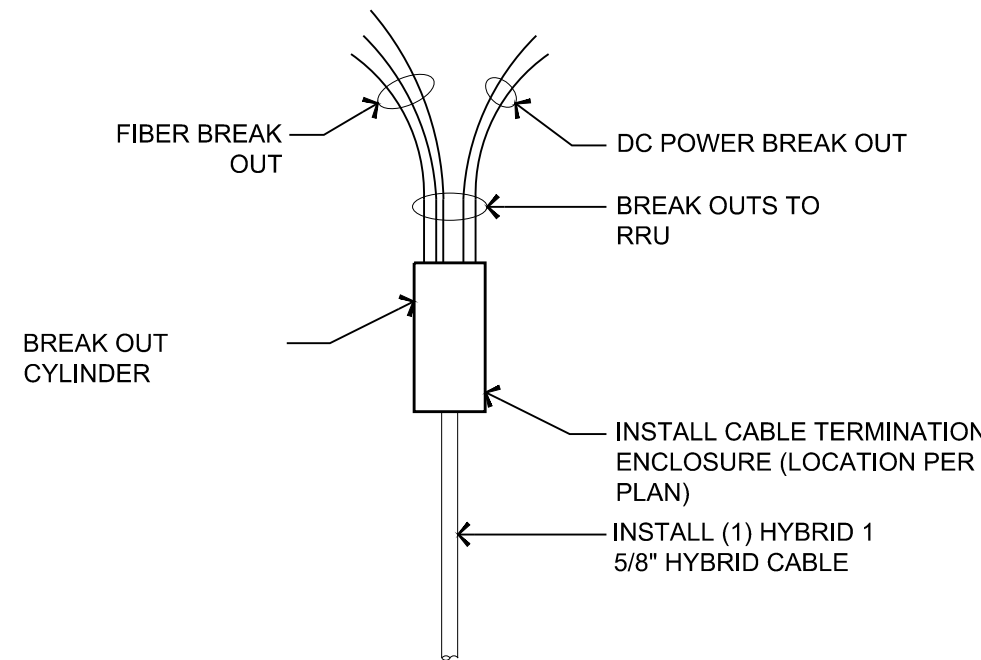 FIBER BREAK
OUT
DC POWER BREAK OUT
BREAK OUTS TO
RRU
BREAK OUT
CYLINDER
INSTALL CABLE TERMINATION
ENCLOSURE (LOCATION PER
PLAN)
INSTALL (1) HYBRID 1
5/8" HYBRID CABLE